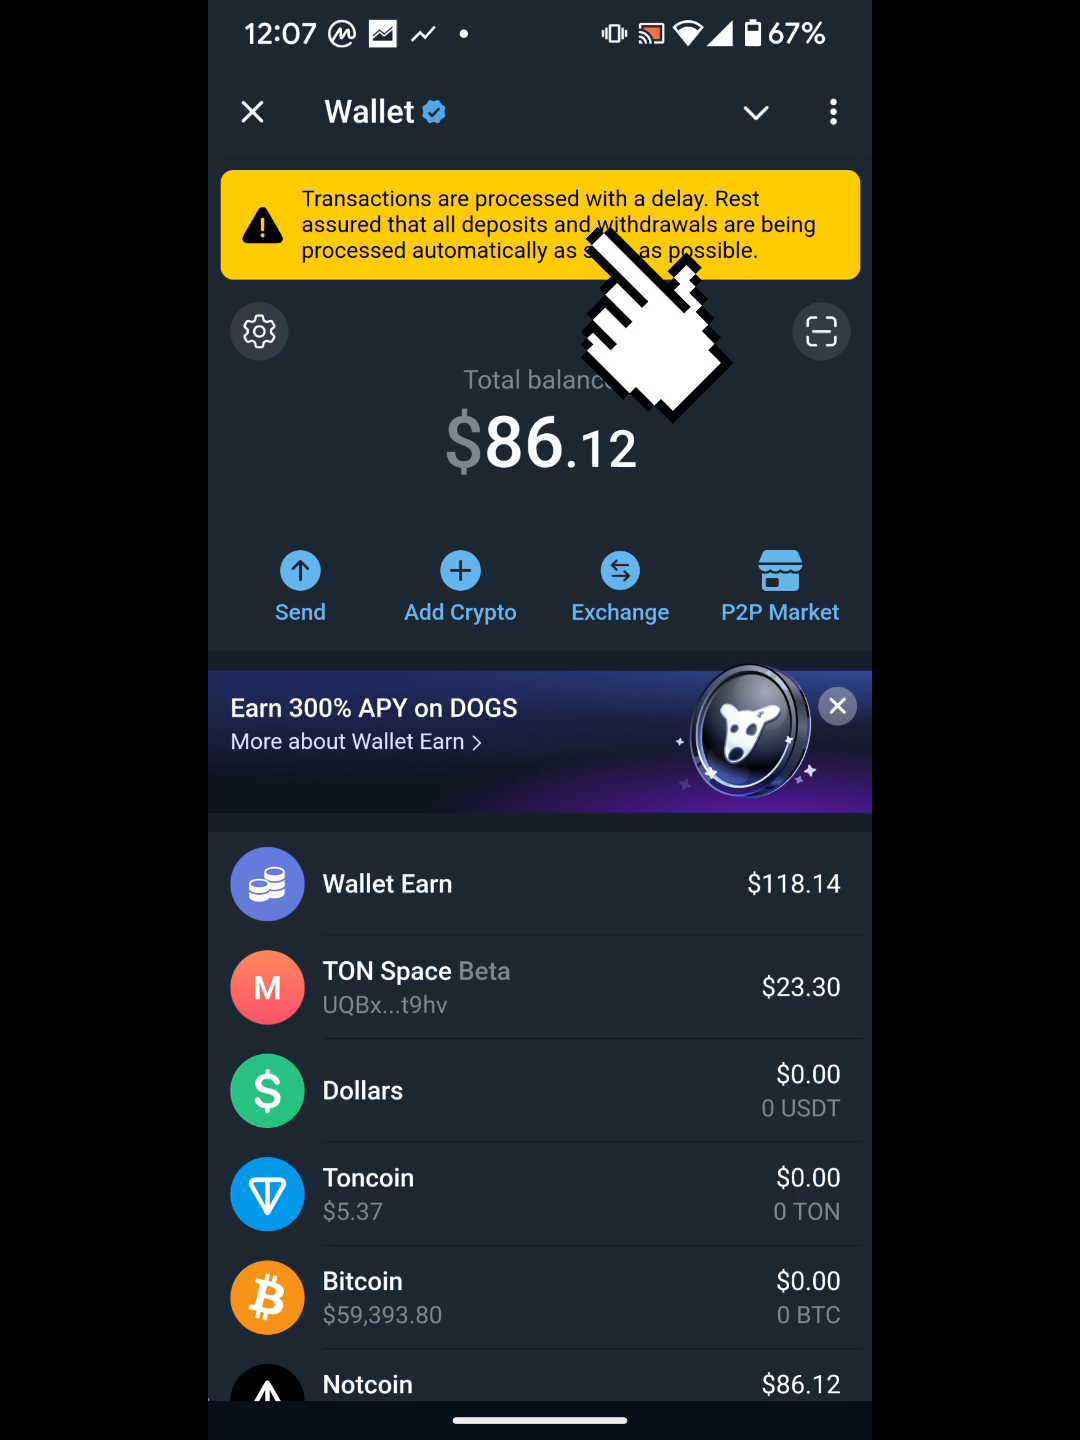 12:07
67%
Wallet
Transactions are processed with a delay. Rest
assured that all deposits and withdrawals are being
processed automatically as s as possible.
Total balance
$86.12
Send
Add Crypto
Exchange
P2P Market
Earn 300% APY on DOGS
More about Wallet Earn >
Wallet Earn
$118.14
M
TON Space Beta
$23.30
UQBx...t9hv
Dollars
$0.00
0 USDT
Toncoin
$0.00
$5.37
0 TON
Bitcoin
$0.00
$59,393.80
0 BTC
Notcoin
$86.12